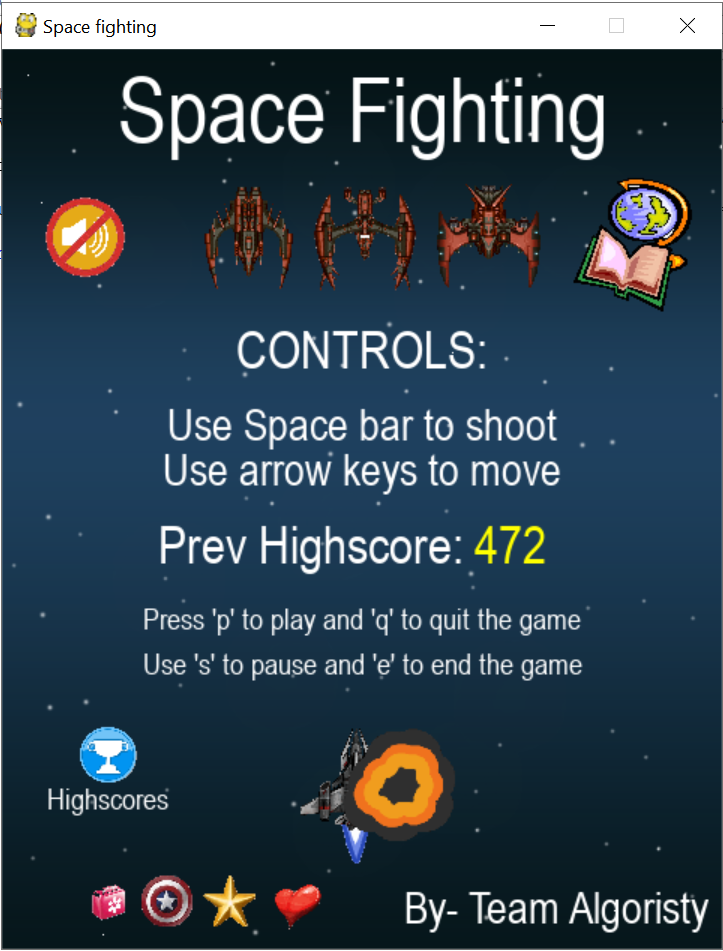 Space fighting
Space Fighting
CONTROLS:
Use Space bar to shoot
Use arrow keys to move
Prev Highscore: 472
Press 'p' to play and 'q' to quit the game
Use 's' to pause and 'e' to end the game
Highscores
By- Team Algoristy